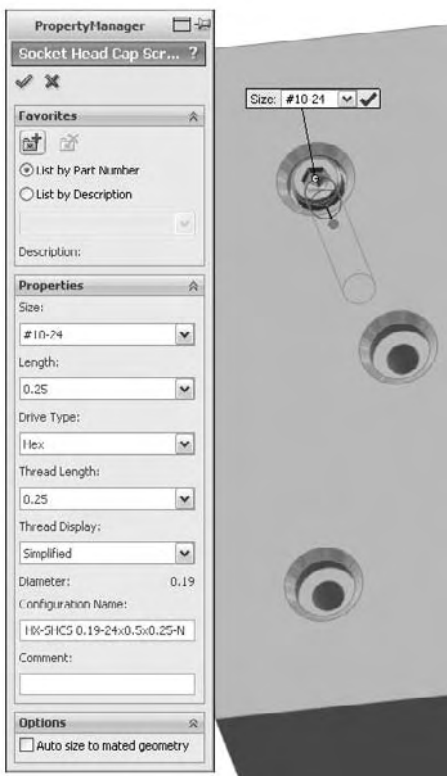 PropertyManager
Socket Head Cap Scr... ?
Favorites
List by Part Number
List by Description
Description:
Properties
Size:
#10-24
Length:
0.25
Drive Type:
Hex
Thread Length:
0.25
Thread Display:
Simplified
Diameter: 0.19
Configuration Name:
HX-SHCS 0.19-24x0.5x0.25-N
Comment:
Options
Auto size to mated geometry
Size: #10-24